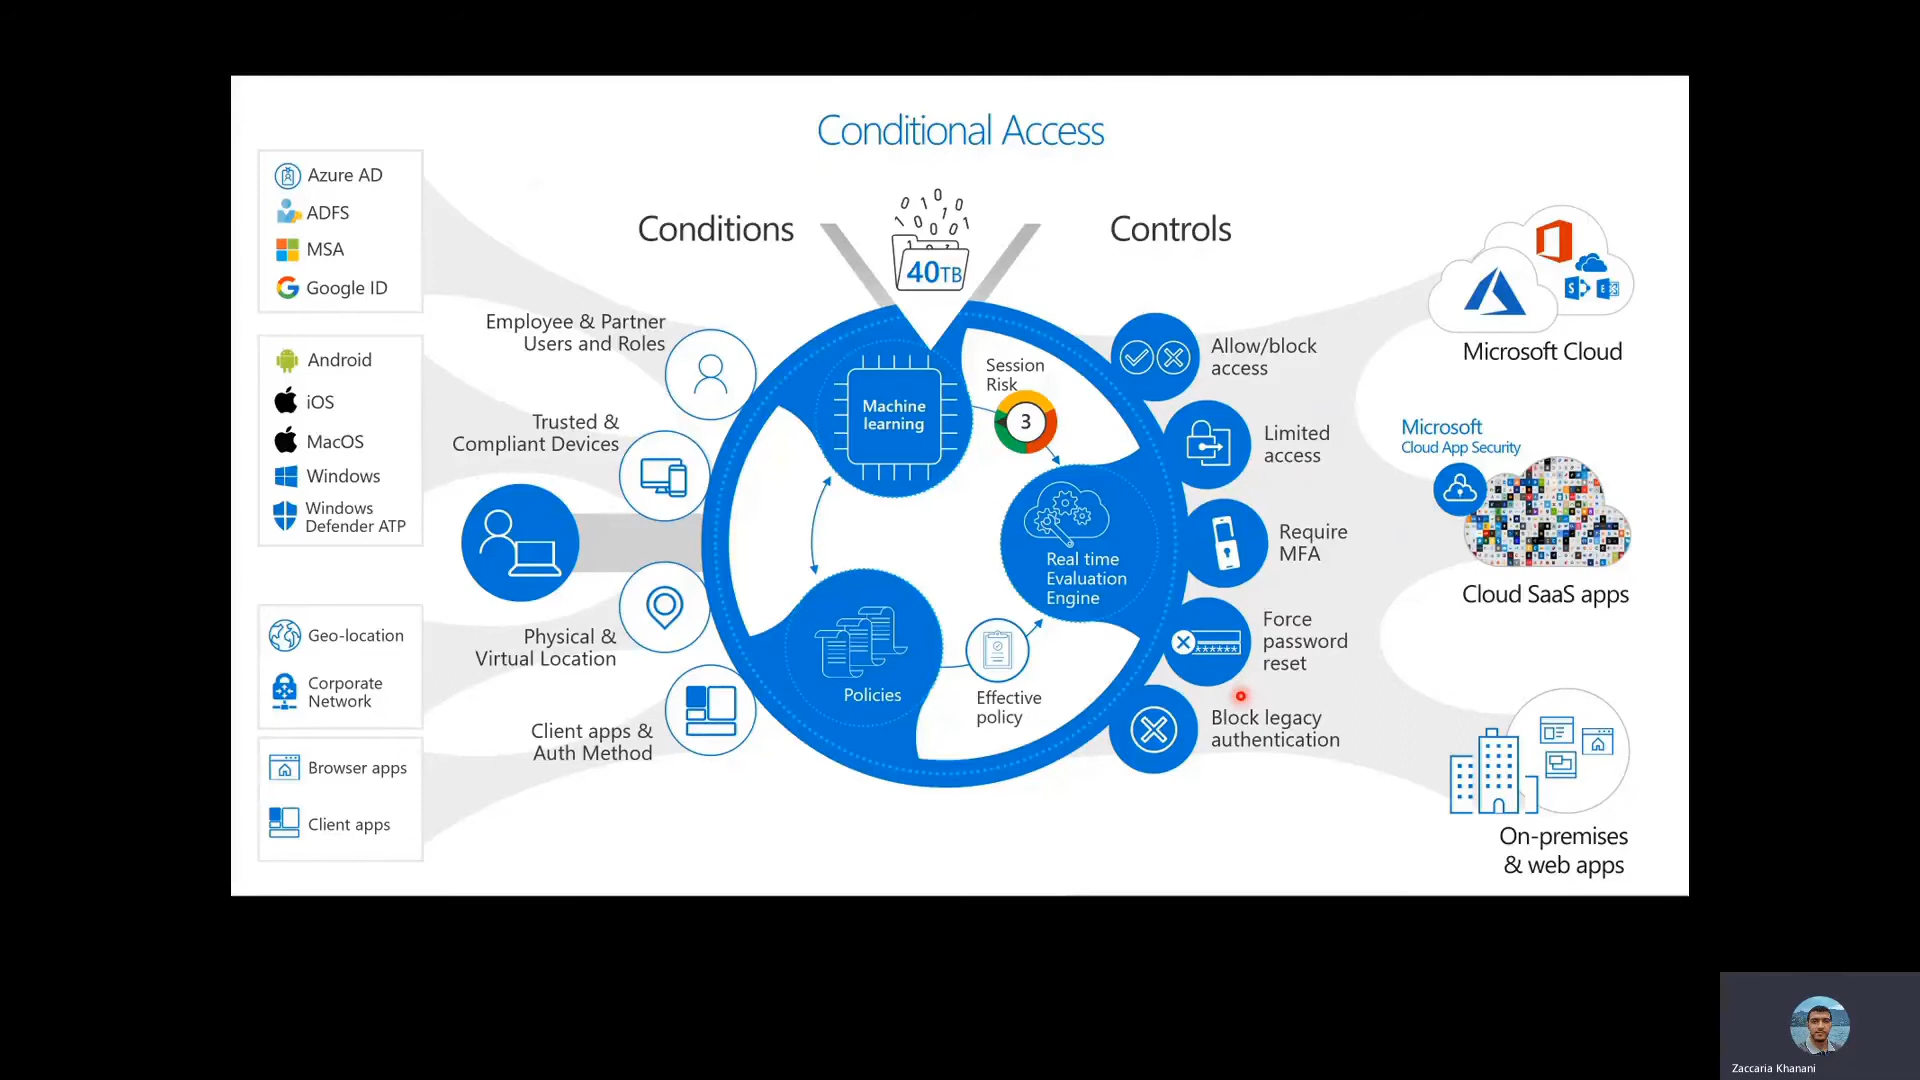 Conditional Access
Azure AD
ADFS
MSA
Google ID
Android
iOS
MacOS
Windows
Windows
Defender ATP
Geo-location
Corporate
Network
Browser apps
Client apps
Conditions
Employee & Partner
Users and Roles
Trusted &
Compliant Devices
Physical &
Virtual Location
Client apps &
Auth Method
40TB
Machine
learning
Session
Risk
3
Real time
Evaluation
Engine
Policies
Effective
policy
Controls
Allow/block
access
Limited
access
Require
MFA
Force
password
reset
Block legacy
authentication
Microsoft Cloud
Microsoft
Cloud App Security
Cloud SaaS apps
On-premises
& web apps
Zaccaria Khanani